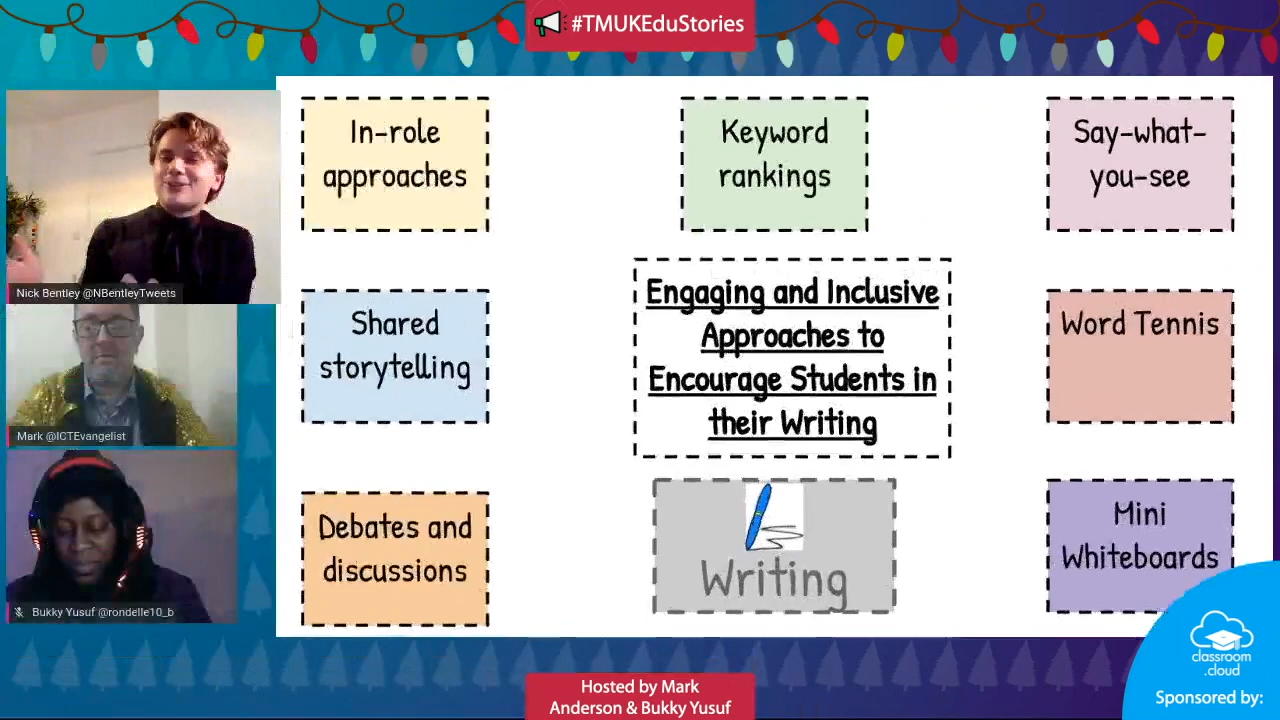 #TMUKEduStories
In-role
approaches
Keyword
rankings
Say-what-
you-see
Nick Bentley @NBentleyTweets
Shared
storytelling
Engaging and Inclusive
Approaches to
Encourage Students in
their Writing
Word Tennis
Mark @ICTEvangelist
Debates and
discussions
Writing
Mini
Whiteboards
Bukky Yusuf @rondelle10_b
classroom
.cloud
Sponsored by:
Hosted by Mark
Anderson & Bukky Yusuf